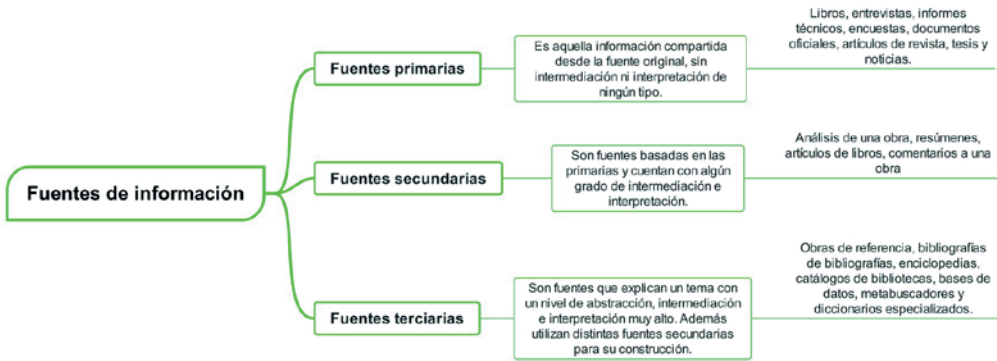 Fuentes de información
Fuentes primarias
Es aquella información compartida
desde la fuente original, sin
intermediación ni interpretación de
ningún tipo.
Libros, entrevistas, informes
técnicos, encuestas, documentos
oficiales, artículos de revista, tesis y
noticias.
Fuentes secundarias
Son fuentes basadas en las
primarias y cuentan con algún
grado de intermediación e
interpretación.
Análisis de una obra, resúmenes,
artículos de libros, comentarios a una
obra
Fuentes terciarias
Son fuentes que explican un tema con
un nivel de abstracción, intermediación
e interpretación muy alto. Además
utilizan distintas fuentes secundarias
para su construcción.
Obras de referencia, bibliografías
de bibliografías, enciclopedias,
catálogos de bibliotecas, bases de
datos, metabuscadores y
diccionarios especializados.